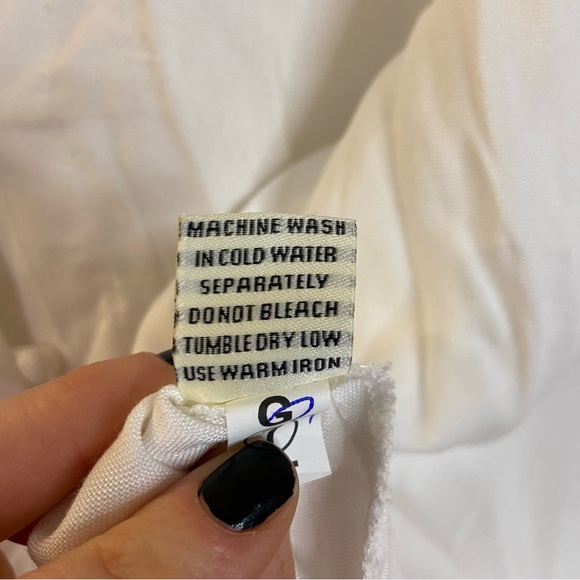 MACHINE WASH
IN COLD WATER
SEPARATELY
DO NOT BLEACH
TUMBLE DRY LOW
USE WARM IRON
G